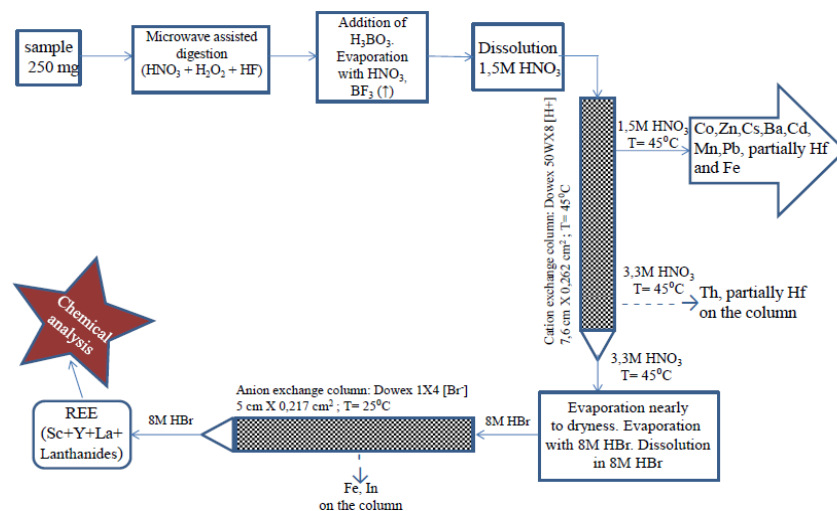 sample
250 mg
Microwave assisted
digestion
(HNO₃ + H₂O₂ + HF)
Addition of
H₃BO₃.
Evaporation
with HNO₃,
BF₃ (↑)
Dissolution
1,5M HNO₃
Cation exchange column: Dowex 50WX8 [H+]
7,6 cm X 0,262 cm² ; T= 45⁰C
1,5M HNO₃
T= 45⁰C
Co,Zn,Cs,Ba,Cd,
Mn,Pb, partially Hf
and Fe
3,3M HNO₃
T= 45⁰C
Th, partially Hf
on the column
3,3M HNO₃
T= 45⁰C
Evaporation nearly
to dryness. Evaporation
with 8M HBr. Dissolution
in 8M HBr
8M HBr
Anion exchange column: Dowex 1X4 [Br⁻]
5 cm X 0,217 cm² ; T= 25⁰C
Fe, In
on the column
8M HBr
REE
(Sc+Y+La+
Lanthanides)
Chemical
analysis